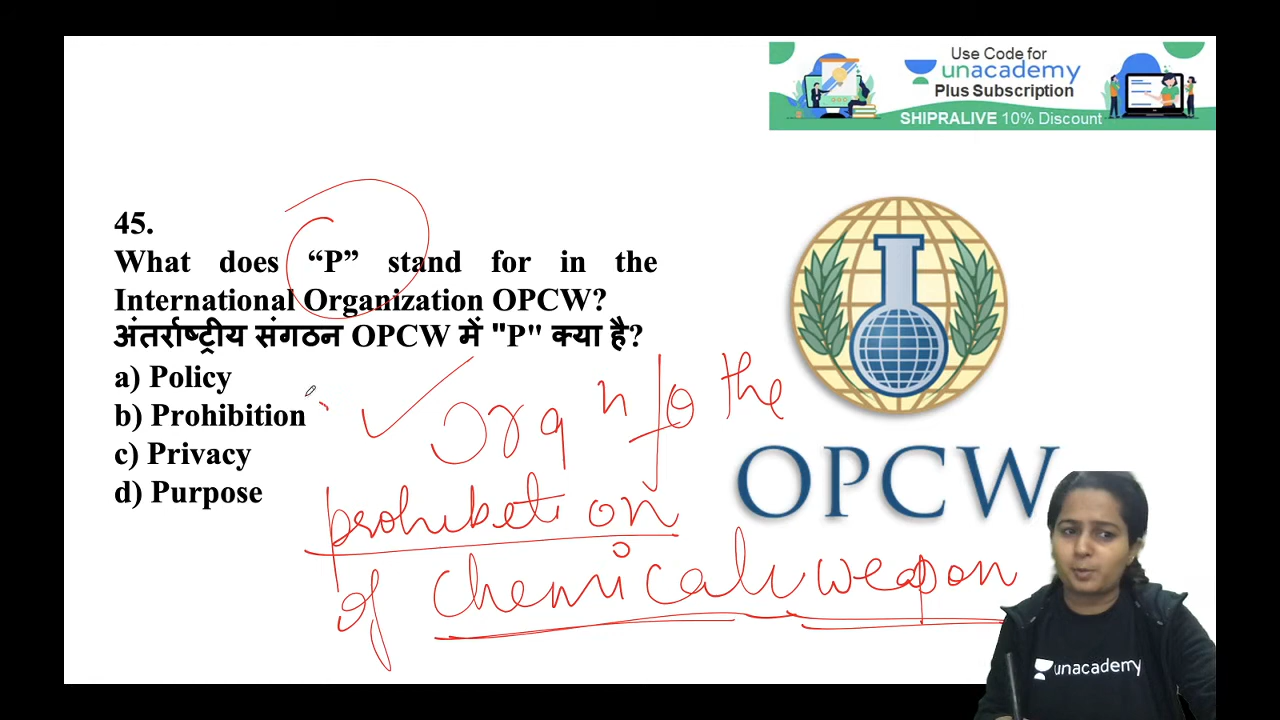 Use Code for
unacademy
Plus Subscription
SHIPRALIVE 10% Discount
45.
What does “P” stand for in the
International Organization OPCW?
अंतर्राष्ट्रीय संगठन OPCW में "P" क्या है?
a) Policy
b) Prohibition
c) Privacy
d) Purpose
Orgn f/o the
prohibition
of chemical weapon
OPCW
unacademy